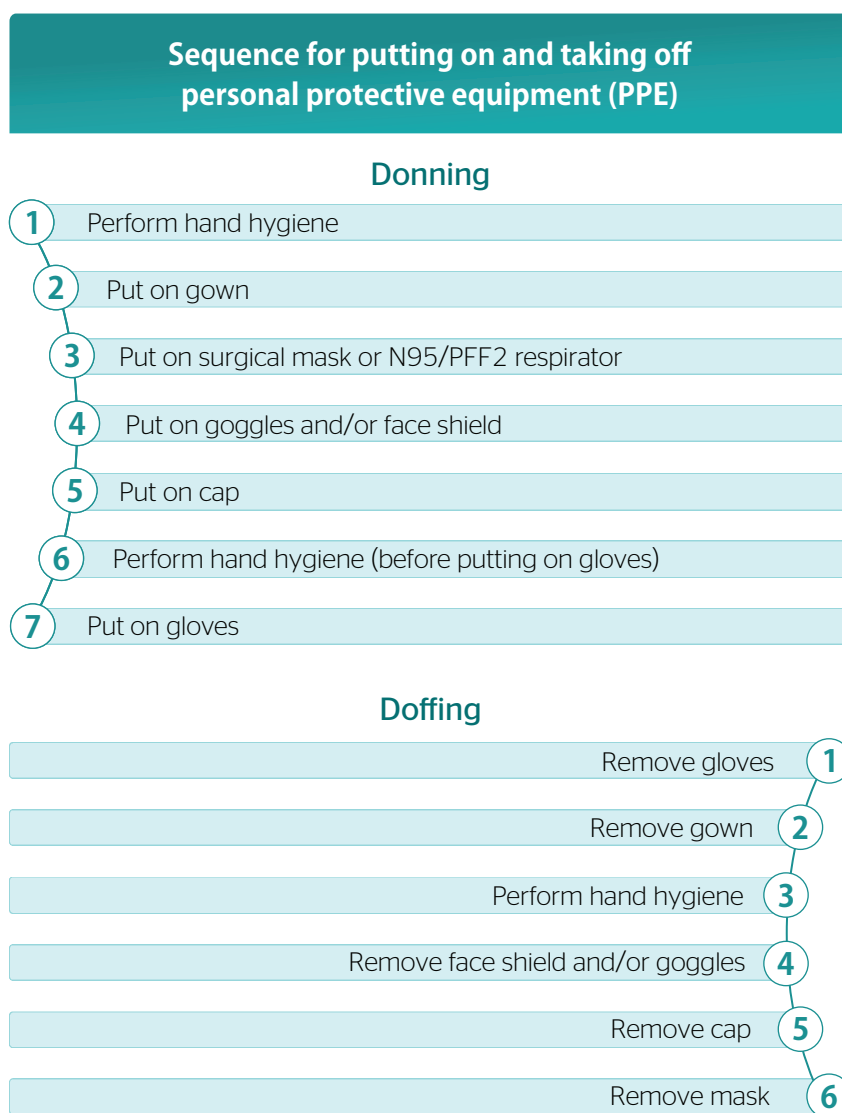 Sequence for putting on and taking off
personal protective equipment (PPE)
Donning
1 Perform hand hygiene
2 Put on gown
3 Put on surgical mask or N95/PFF2 respirator
4 Put on goggles and/or face shield
5 Put on cap
6 Perform hand hygiene (before putting on gloves)
7 Put on gloves
Doffing
Remove gloves 1
Remove gown 2
Perform hand hygiene 3
Remove face shield and/or goggles 4
Remove cap 5
Remove mask 6